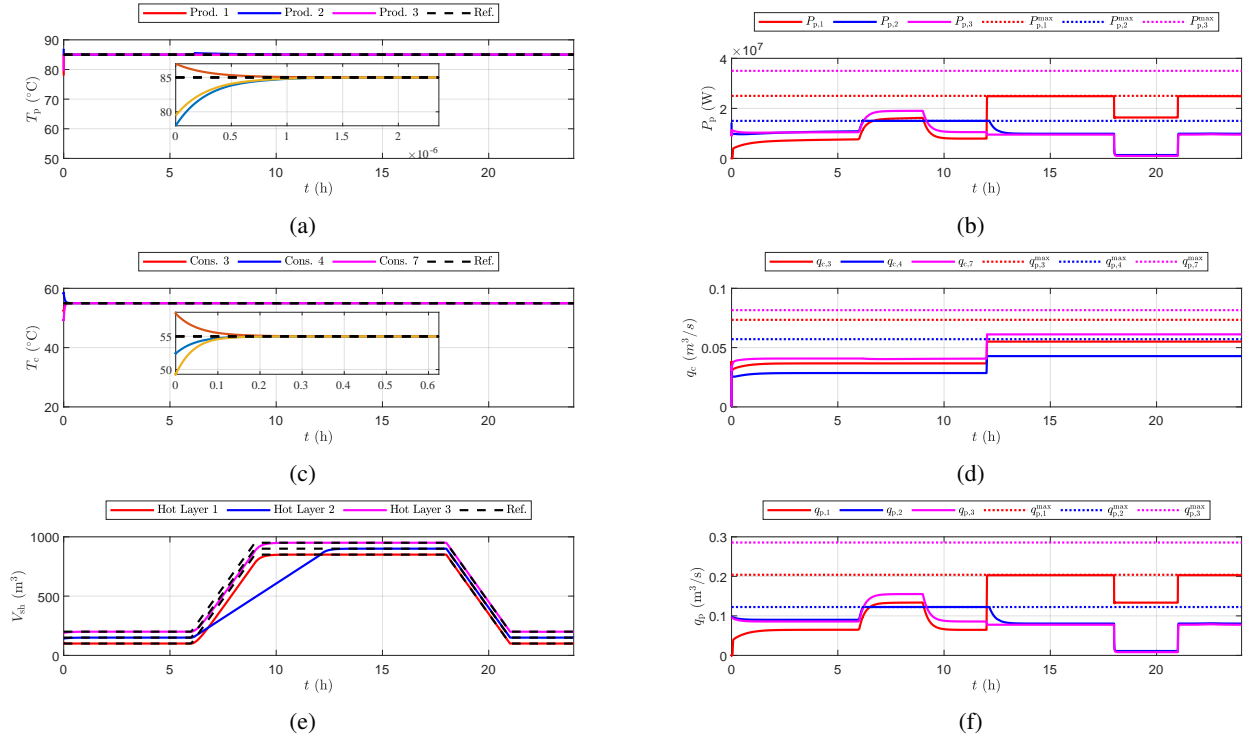 Prod. 1 Prod. 2 Prod. 3 Ref.
90
80
70
60
50
T_p (°C)
85
80
0 0.5 1 1.5 2
×10^-6
0 5 10 15 20
t (h)
(a)
P_p,1 P_p,2 P_p,3 P_p,1^max P_p,2^max P_p,3^max
×10^7
4
2
0
P_p (W)
0 5 10 15 20
t (h)
(b)
Cons. 3 Cons. 4 Cons. 7 Ref.
60
40
20
T_c (°C)
55
50
0 0.1 0.2 0.3 0.4 0.5 0.6
0 5 10 15 20
t (h)
(c)
q_c,3 q_c,4 q_c,7 q_p,3^max q_p,4^max q_p,7^max
0.1
0.05
0
q_c (m^3/s)
0 5 10 15 20
t (h)
(d)
Hot Layer 1 Hot Layer 2 Hot Layer 3 Ref.
1000
500
0
V_sh (m^3)
0 5 10 15 20
t (h)
(e)
q_p,1 q_p,2 q_p,3 q_p,1^max q_p,2^max q_p,3^max
0.3
0.2
0.1
0
q_p (m^3/s)
0 5 10 15 20
t (h)
(f)